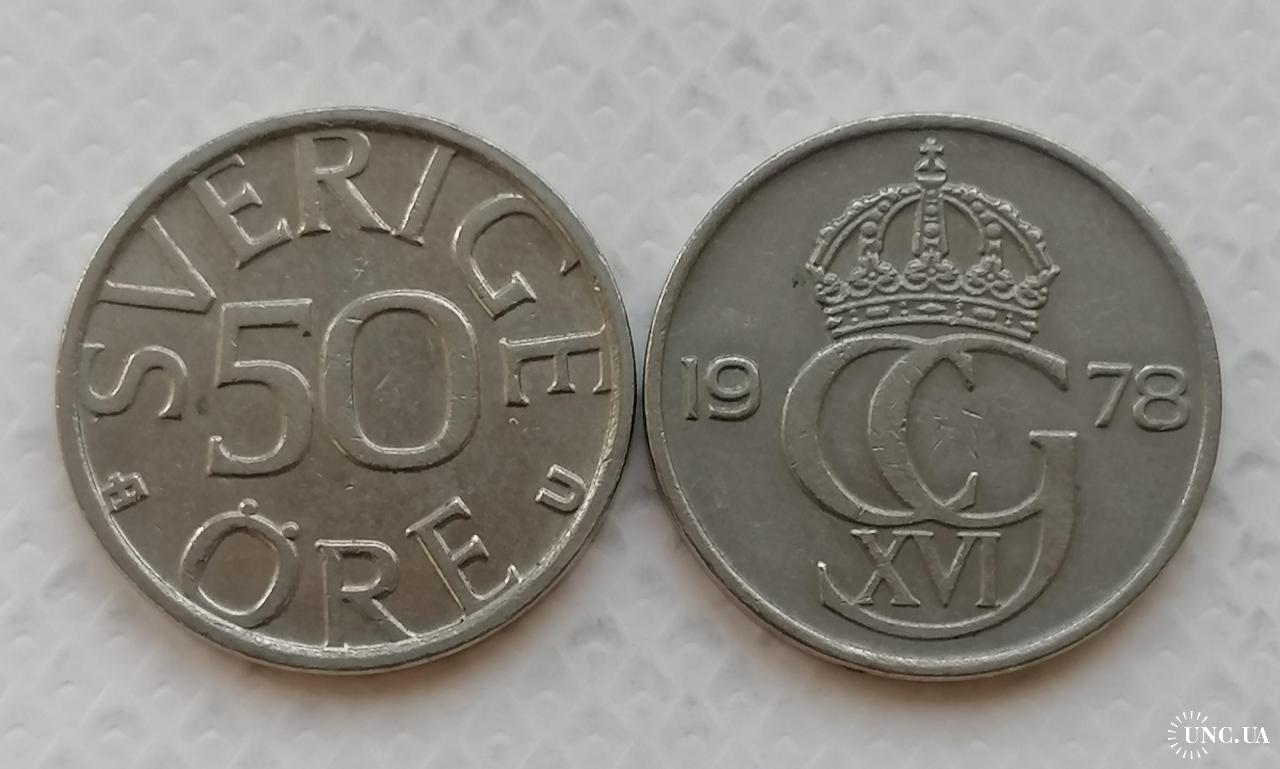 SVERIGE
50
ÖRE
U
19 78
CG
XVI
UNC.UA